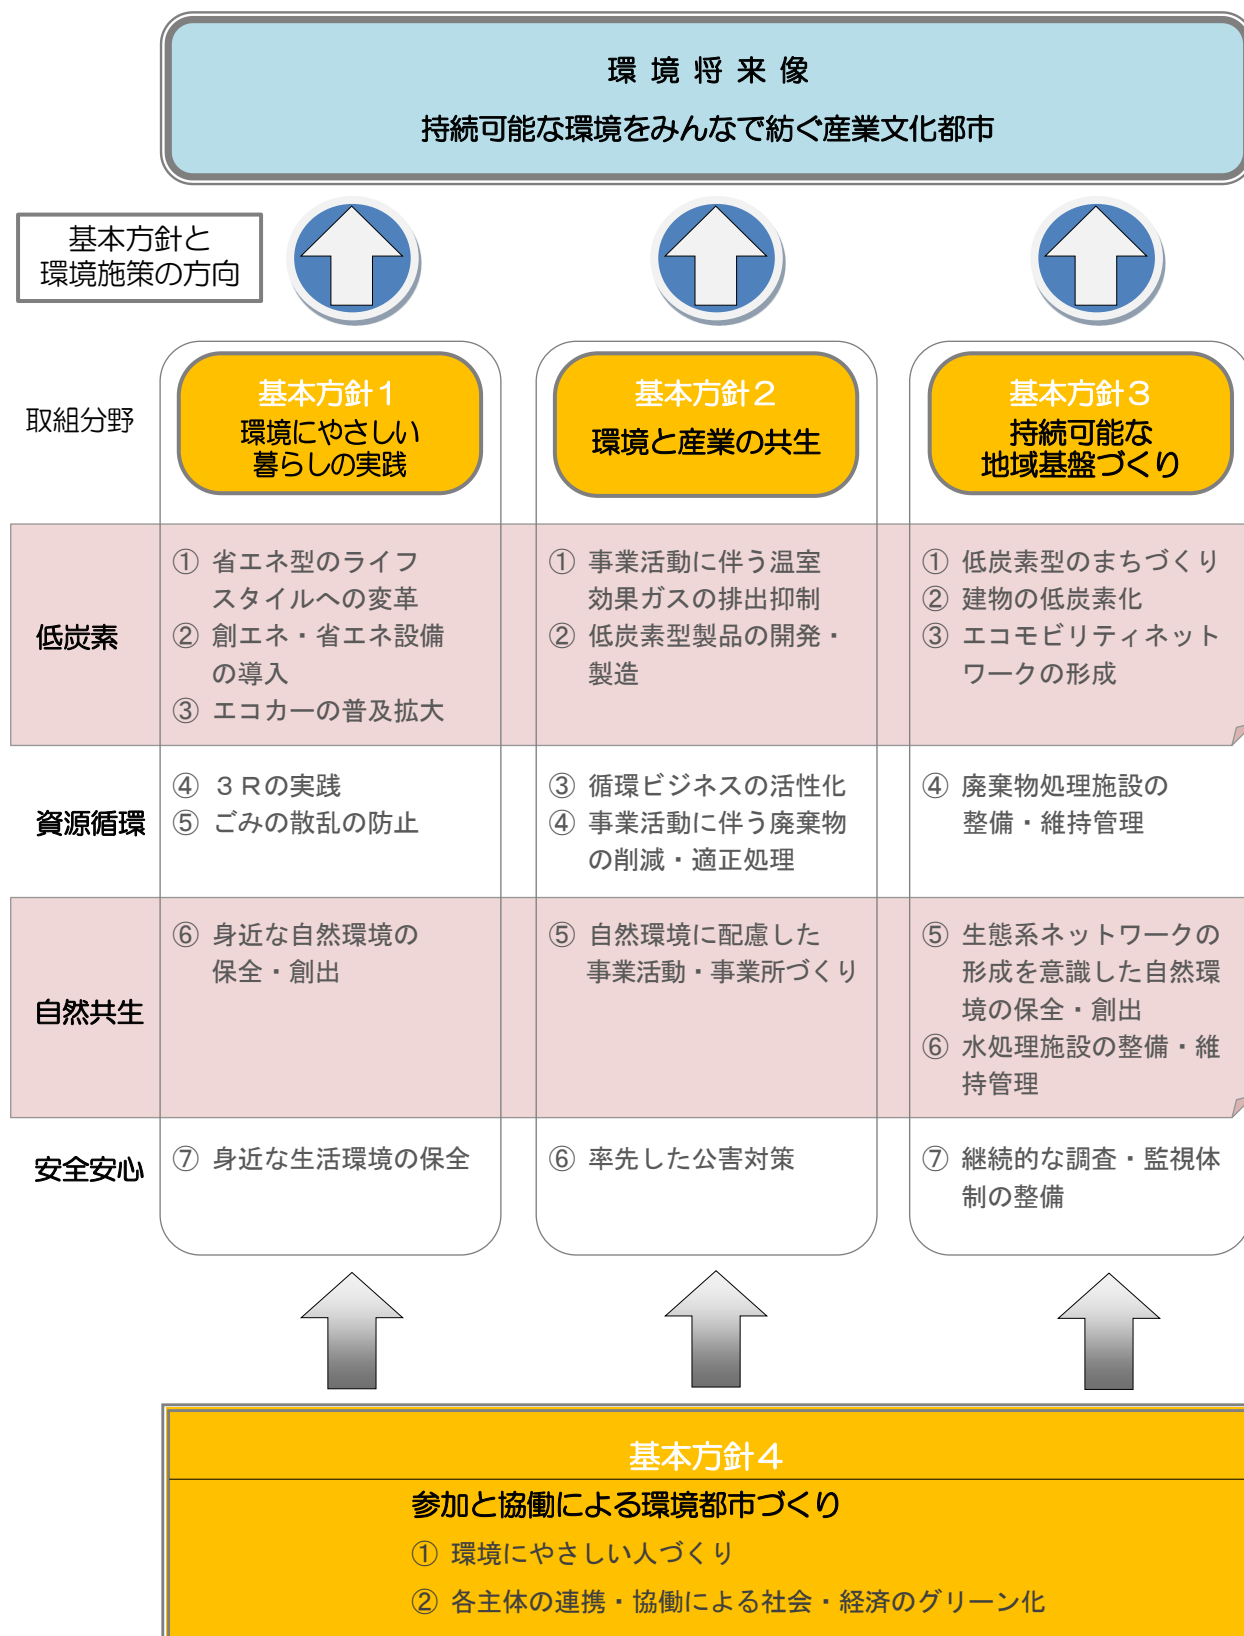 環境将来像
持続可能な環境をみんなで紡ぐ産業文化都市
基本方針と
環境施策の方向
取組分野
基本方針１
環境にやさしい
暮らしの実践
基本方針２
環境と産業の共生
基本方針３
持続可能な
地域基盤づくり
低炭素
① 省エネ型のライフ
スタイルへの変革
② 創エネ・省エネ設備
の導入
③ エコカーの普及拡大
① 事業活動に伴う温室
効果ガスの排出抑制
② 低炭素型製品の開発・
製造
① 低炭素型のまちづくり
② 建物の低炭素化
③ エコモビリティネット
ワークの形成
資源循環
④ ３Ｒの実践
⑤ ごみの散乱の防止
③ 循環ビジネスの活性化
④ 事業活動に伴う廃棄物
の削減・適正処理
④ 廃棄物処理施設の
整備・維持管理
自然共生
⑥ 身近な自然環境の
保全・創出
⑤ 自然環境に配慮した
事業活動・事業所づくり
⑤ 生態系ネットワークの
形成を意識した自然環
境の保全・創出
⑥ 水処理施設の整備・維
持管理
安全安心
⑦ 身近な生活環境の保全
⑥ 率先した公害対策
⑦ 継続的な調査・監視体
制の整備
基本方針４
参加と協働による環境都市づくり
① 環境にやさしい人づくり
② 各主体の連携・協働による社会・経済のグリーン化